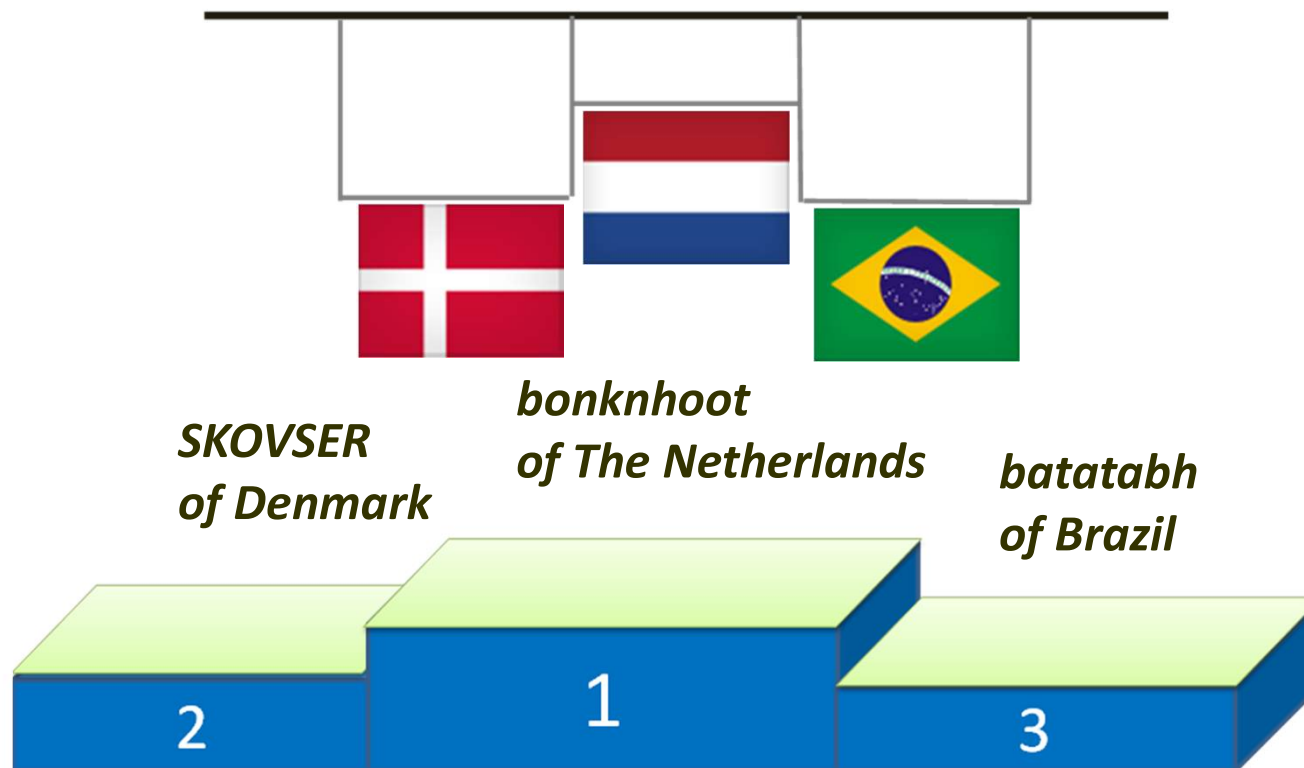 SKOVSER
of Denmark
bonknhoot
of The Netherlands
batatabh
of Brazil
2
1
3